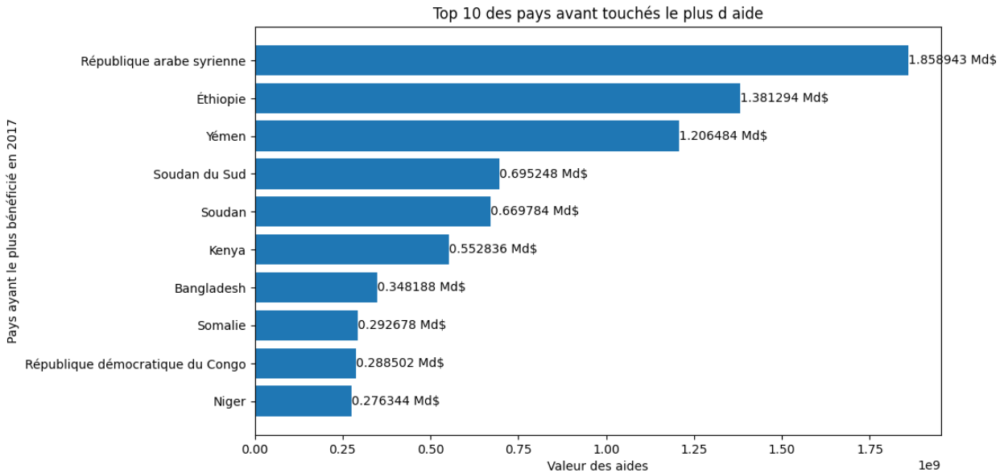 Top 10 des pays avant touchés le plus d aide
Pays ayant le plus bénéficié en 2017
République arabe syrienne
1.858943 Md$
Éthiopie
1.381294 Md$
Yémen
1.206484 Md$
Soudan du Sud
0.695248 Md$
Soudan
0.669784 Md$
Kenya
0.552836 Md$
Bangladesh
0.348188 Md$
Somalie
0.292678 Md$
République démocratique du Congo
0.288502 Md$
Niger
0.276344 Md$
0.00 0.25 0.50 0.75 1.00 1.25 1.50 1.75
1e9
Valeur des aides